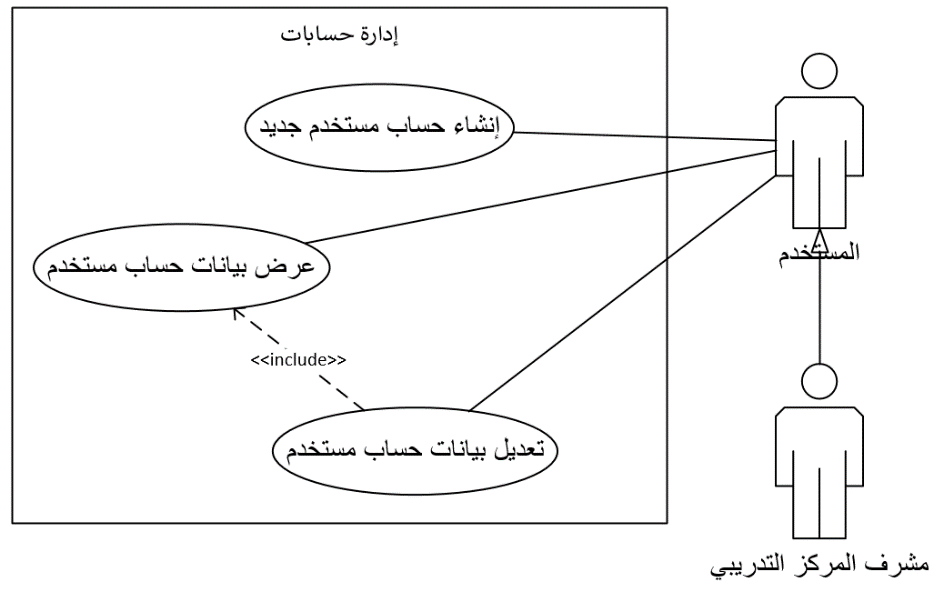 إدارة حسابات
إنشاء حساب مستخدم جديد
عرض بيانات حساب مستخدم
المستخدم
<<include>>
تعديل بيانات حساب مستخدم
مشرف المركز التدريبي